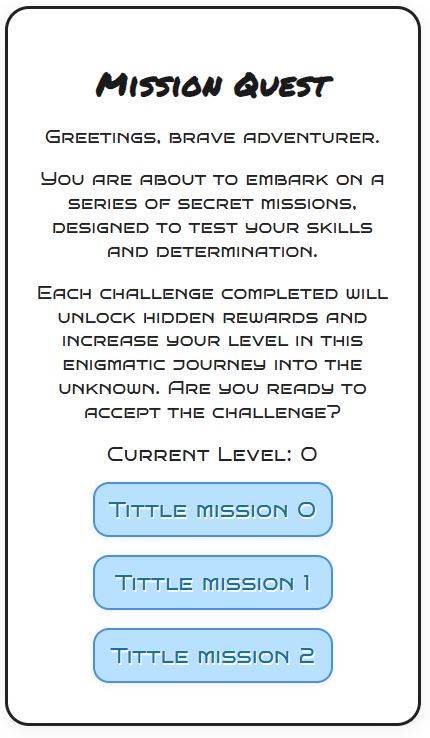 Mission Quest
Greetings, brave adventurer.
You are about to embark on a
series of secret missions,
designed to test your skills
and determination.
Each challenge completed will
unlock hidden rewards and
increase your level in this
enigmatic journey into the
unknown. Are you ready to
accept the challenge?
Current Level: 0
Tittle mission 0
Tittle mission 1
Tittle mission 2